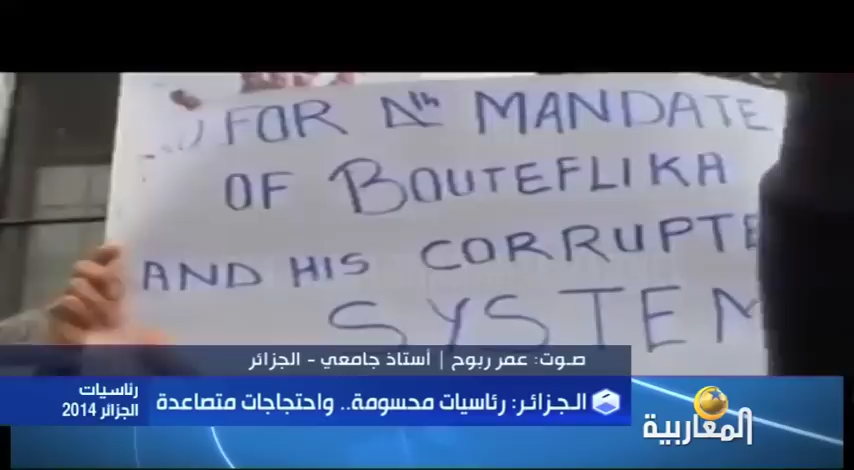 FOR 4th MANDATE
OF BOUTEFLIKA
AND HIS CORRUPTE
SYSTEM
صوت: عمر ربوح | أستاذ جامعي - الجزائر
الجزائر: رئاسيات محسومة.. واحتجاجات متصاعدة
رئاسيات
الجزائر 2014
المغاربية